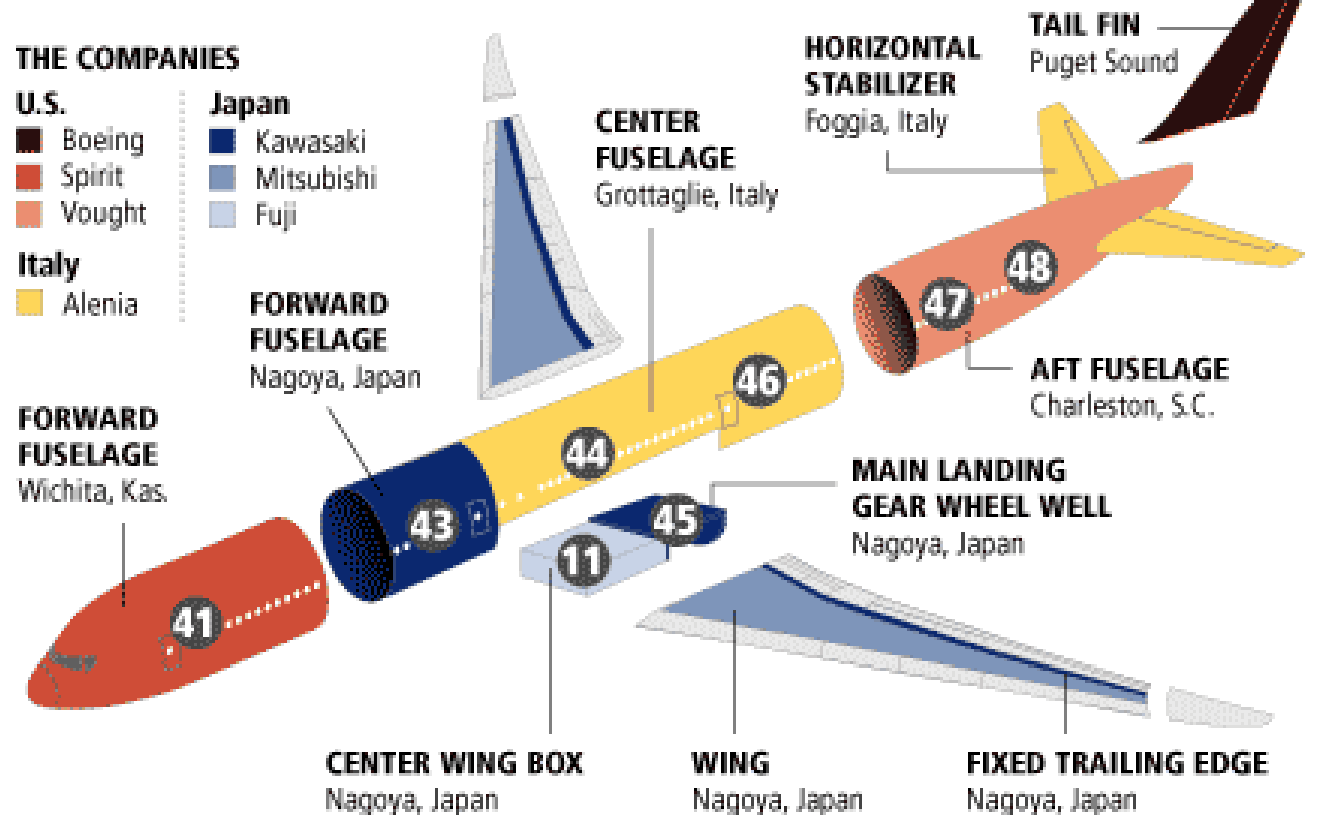 THE COMPANIES
U.S.
Boeing
Spirit
Vought
Italy
Alenia
Japan
Kawasaki
Mitsubishi
Fuji
FORWARD
FUSELAGE
Wichita, Kas.
41
FORWARD
FUSELAGE
Nagoya, Japan
43
CENTER
FUSELAGE
Grottaglie, Italy
44
46
HORIZONTAL
STABILIZER
Foggia, Italy
TAIL FIN
Puget Sound
47
48
AFT FUSELAGE
Charleston, S.C.
MAIN LANDING
GEAR WHEEL WELL
Nagoya, Japan
45
11
CENTER WING BOX
Nagoya, Japan
WING
Nagoya, Japan
FIXED TRAILING EDGE
Nagoya, Japan